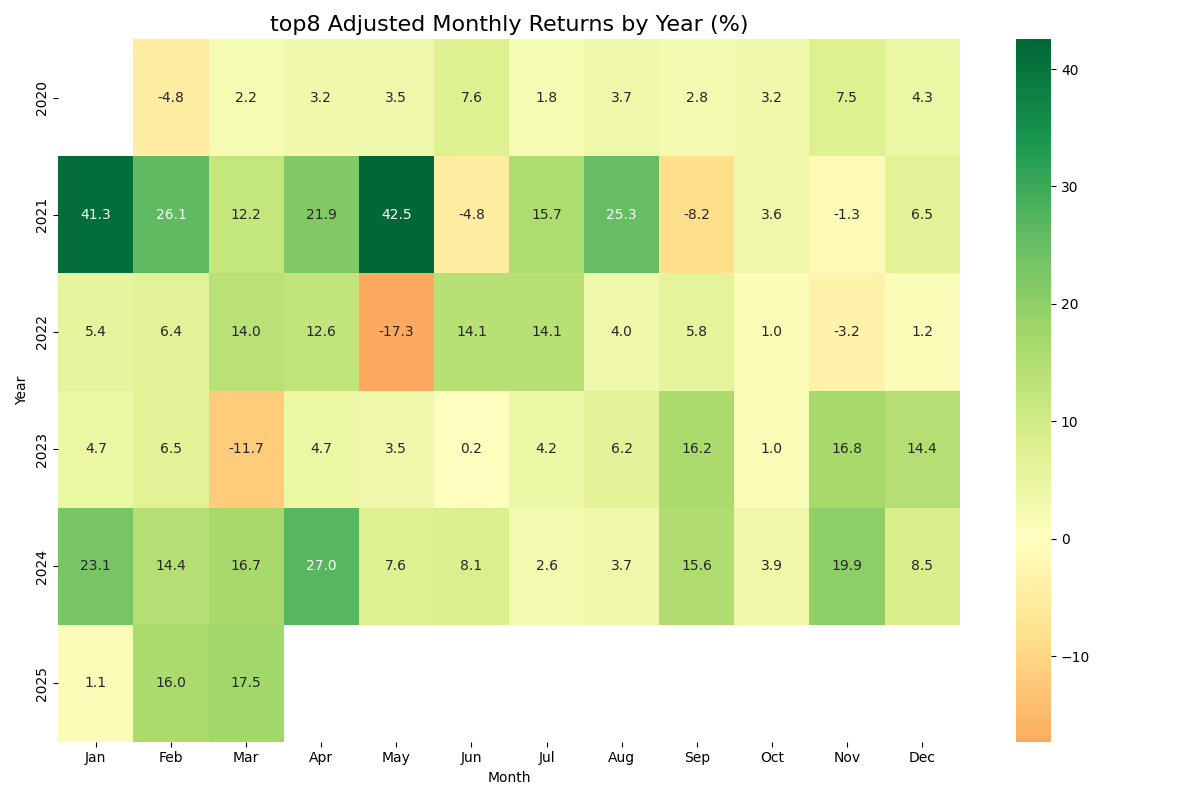 top8 Adjusted Monthly Returns by Year (%)
2020 -4.8 2.2 3.2 3.5 7.6 1.8 3.7 2.8 3.2 7.5 4.3
2021 41.3 26.1 12.2 21.9 42.5 -4.8 15.7 25.3 -8.2 3.6 -1.3 6.5
2022 5.4 6.4 14.0 12.6 -17.3 14.1 14.1 4.0 5.8 1.0 -3.2 1.2
Year
2023 4.7 6.5 -11.7 4.7 3.5 0.2 4.2 6.2 16.2 1.0 16.8 14.4
2024 23.1 14.4 16.7 27.0 7.6 8.1 2.6 3.7 15.6 3.9 19.9 8.5
2025 1.1 16.0 17.5
Jan Feb Mar Apr May Jun Jul Aug Sep Oct Nov Dec
Month
40
30
20
10
0
−10